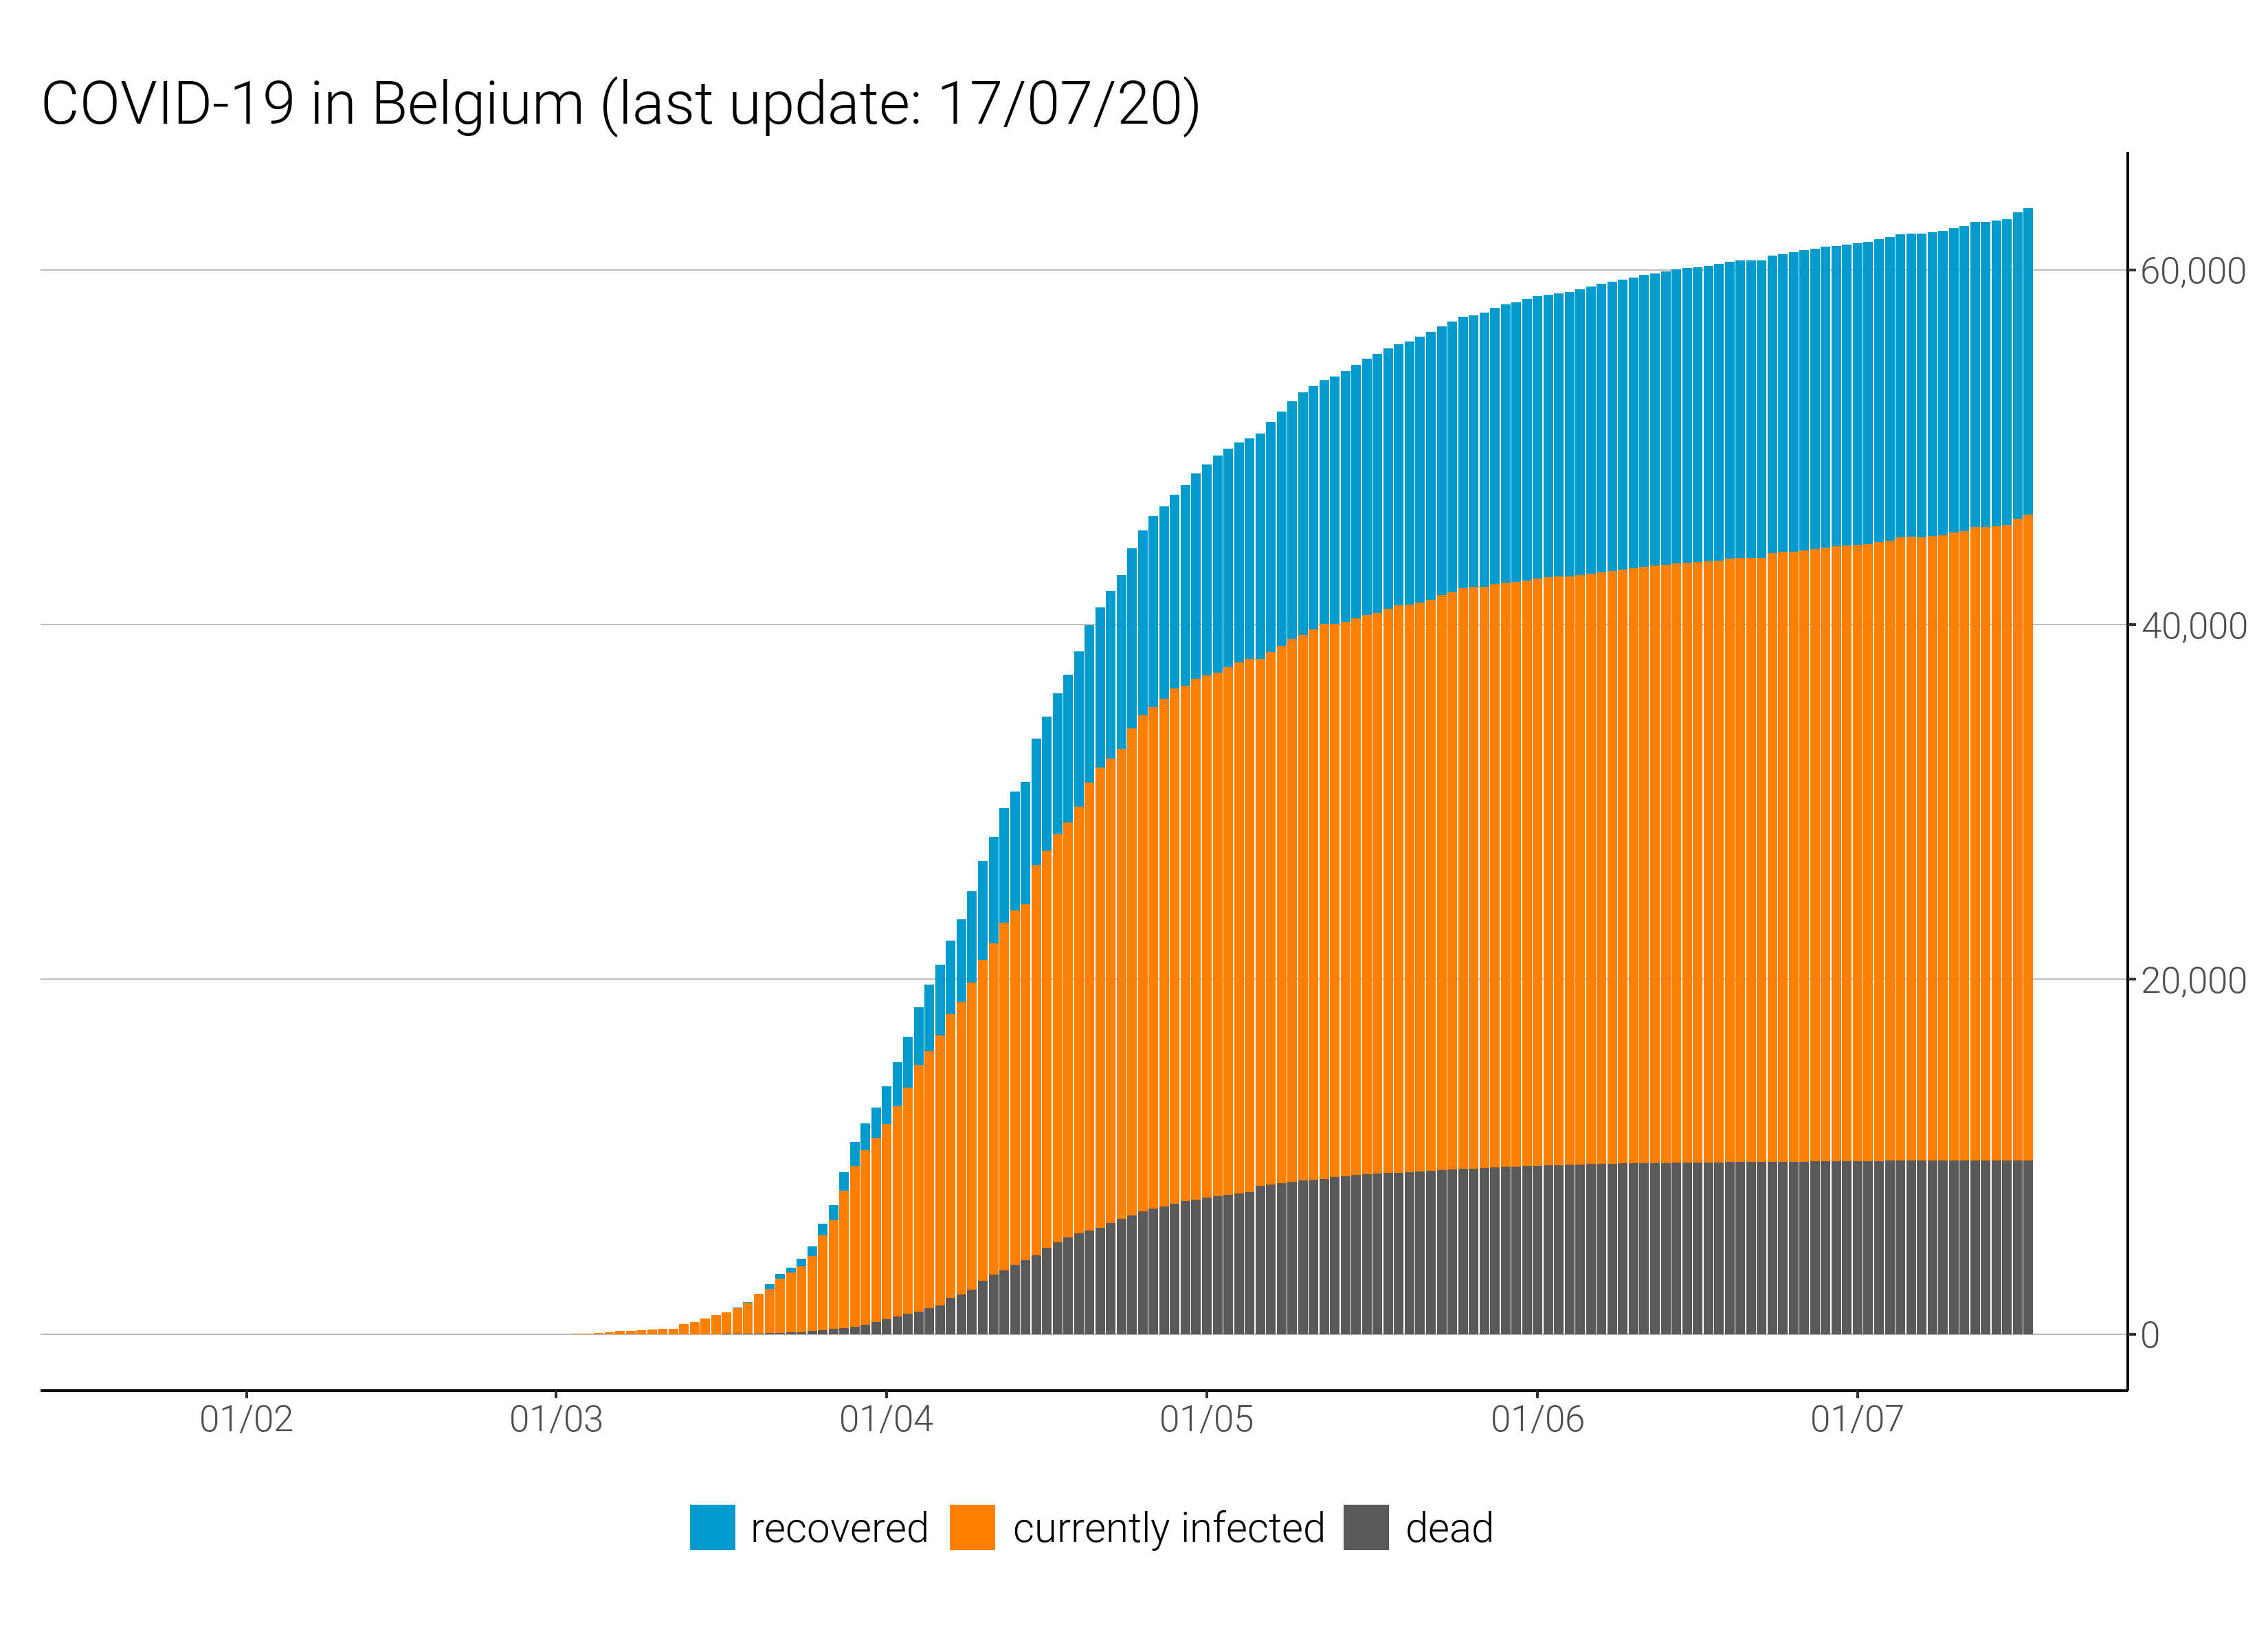 COVID-19 in Belgium (last update: 17/07/20)
60,000
40,000
20,000
0
01/02 01/03 01/04 01/05 01/06 01/07
recovered currently infected dead